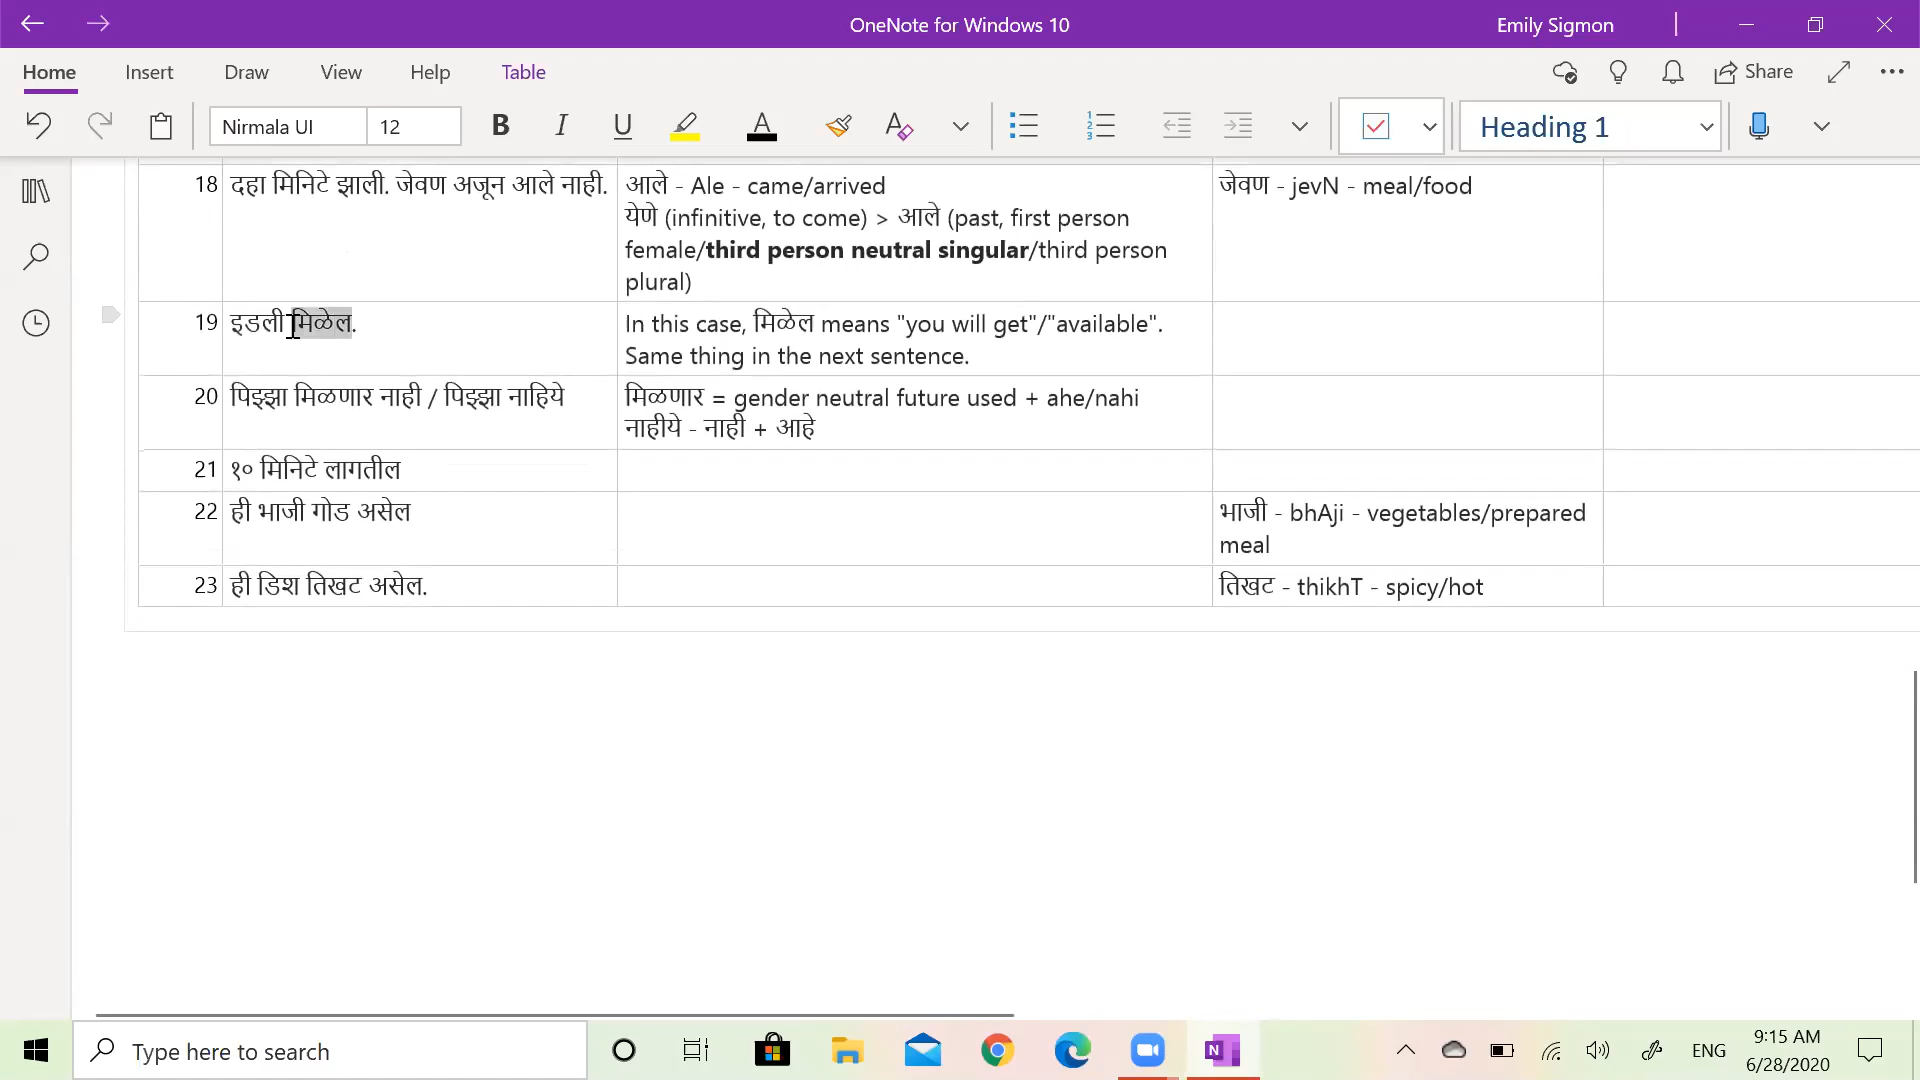 OneNote for Windows 10
Emily Sigmon
Home Insert Draw View Help Table
Share
Nirmala UI 12 B I U A Heading 1
18 दहा मिनिटे झाली. जेवण अजून आले नाही. आले - Ale - came/arrived जेवण - jevN - meal/food
येणे (infinitive, to come) > आले (past, first person
female/third person neutral singular/third person
plural)
19 इडली मिळेल. In this case, मिळेल means "you will get"/"available".
Same thing in the next sentence.
20 पिझ्झा मिळणार नाही / पिझ्झा नाहिये मिळणार = gender neutral future used + ahe/nahi
नाहीये - नाही + आहे
21 १० मिनिटे लागतील
22 ही भाजी गोड असेल भाजी - bhAji - vegetables/prepared
meal
23 ही डिश तिखट असेल. तिखट - thikhT - spicy/hot
Type here to search
ENG
9:15 AM
6/28/2020